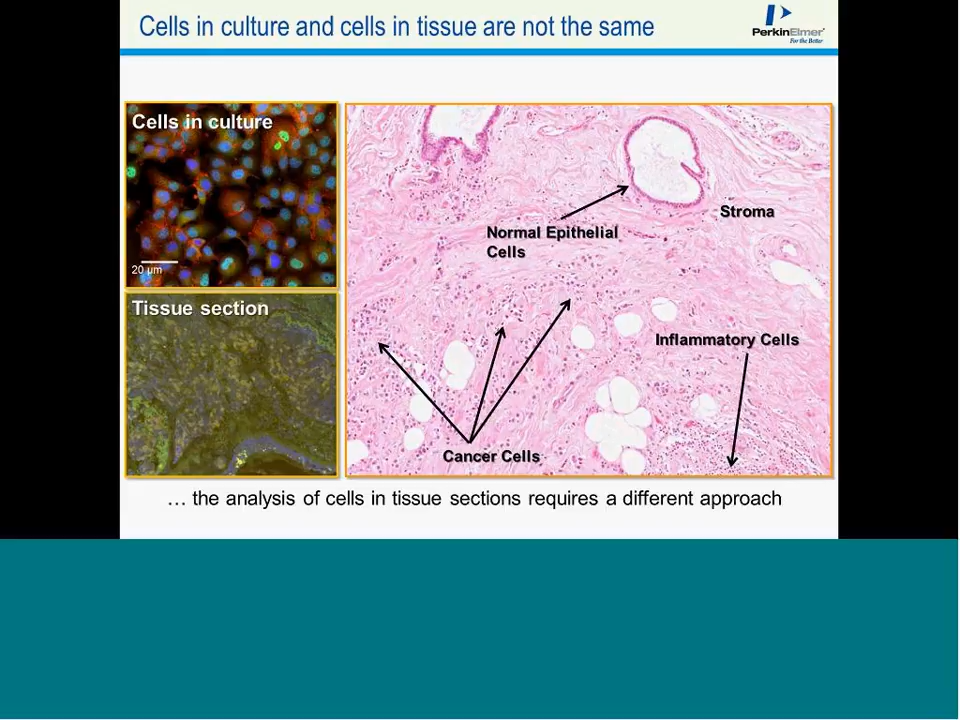 Cells in culture and cells in tissue are not the same
PerkinElmer
For the Better
Cells in culture
20 µm
Tissue section
Normal Epithelial
Cells
Stroma
Inflammatory Cells
Cancer Cells
… the analysis of cells in tissue sections requires a different approach